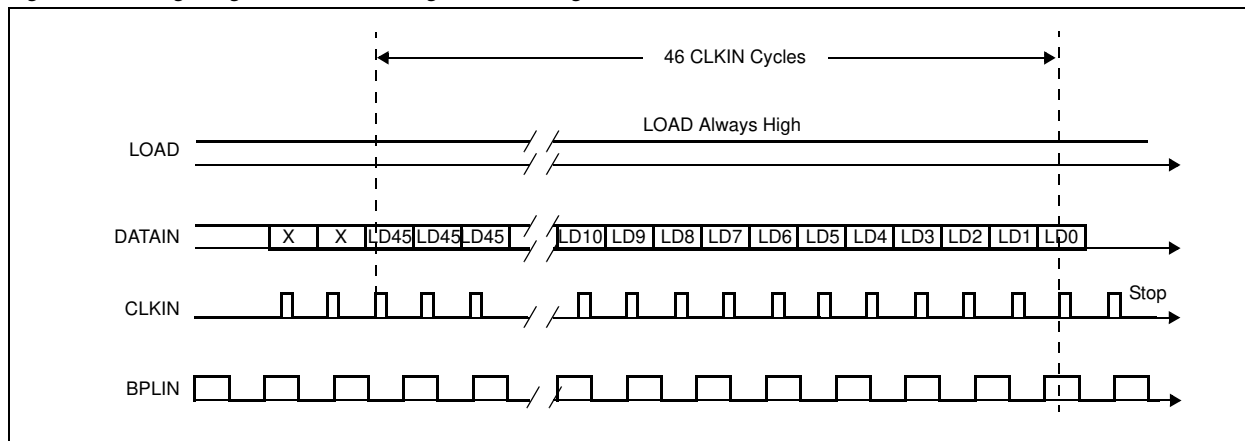 46 CLKIN Cycles
LOAD Always High
LOAD
DATAIN X X LD45 LD45 LD45 LD10 LD9 LD8 LD7 LD6 LD5 LD4 LD3 LD2 LD1 LD0
CLKIN Stop
BPLIN